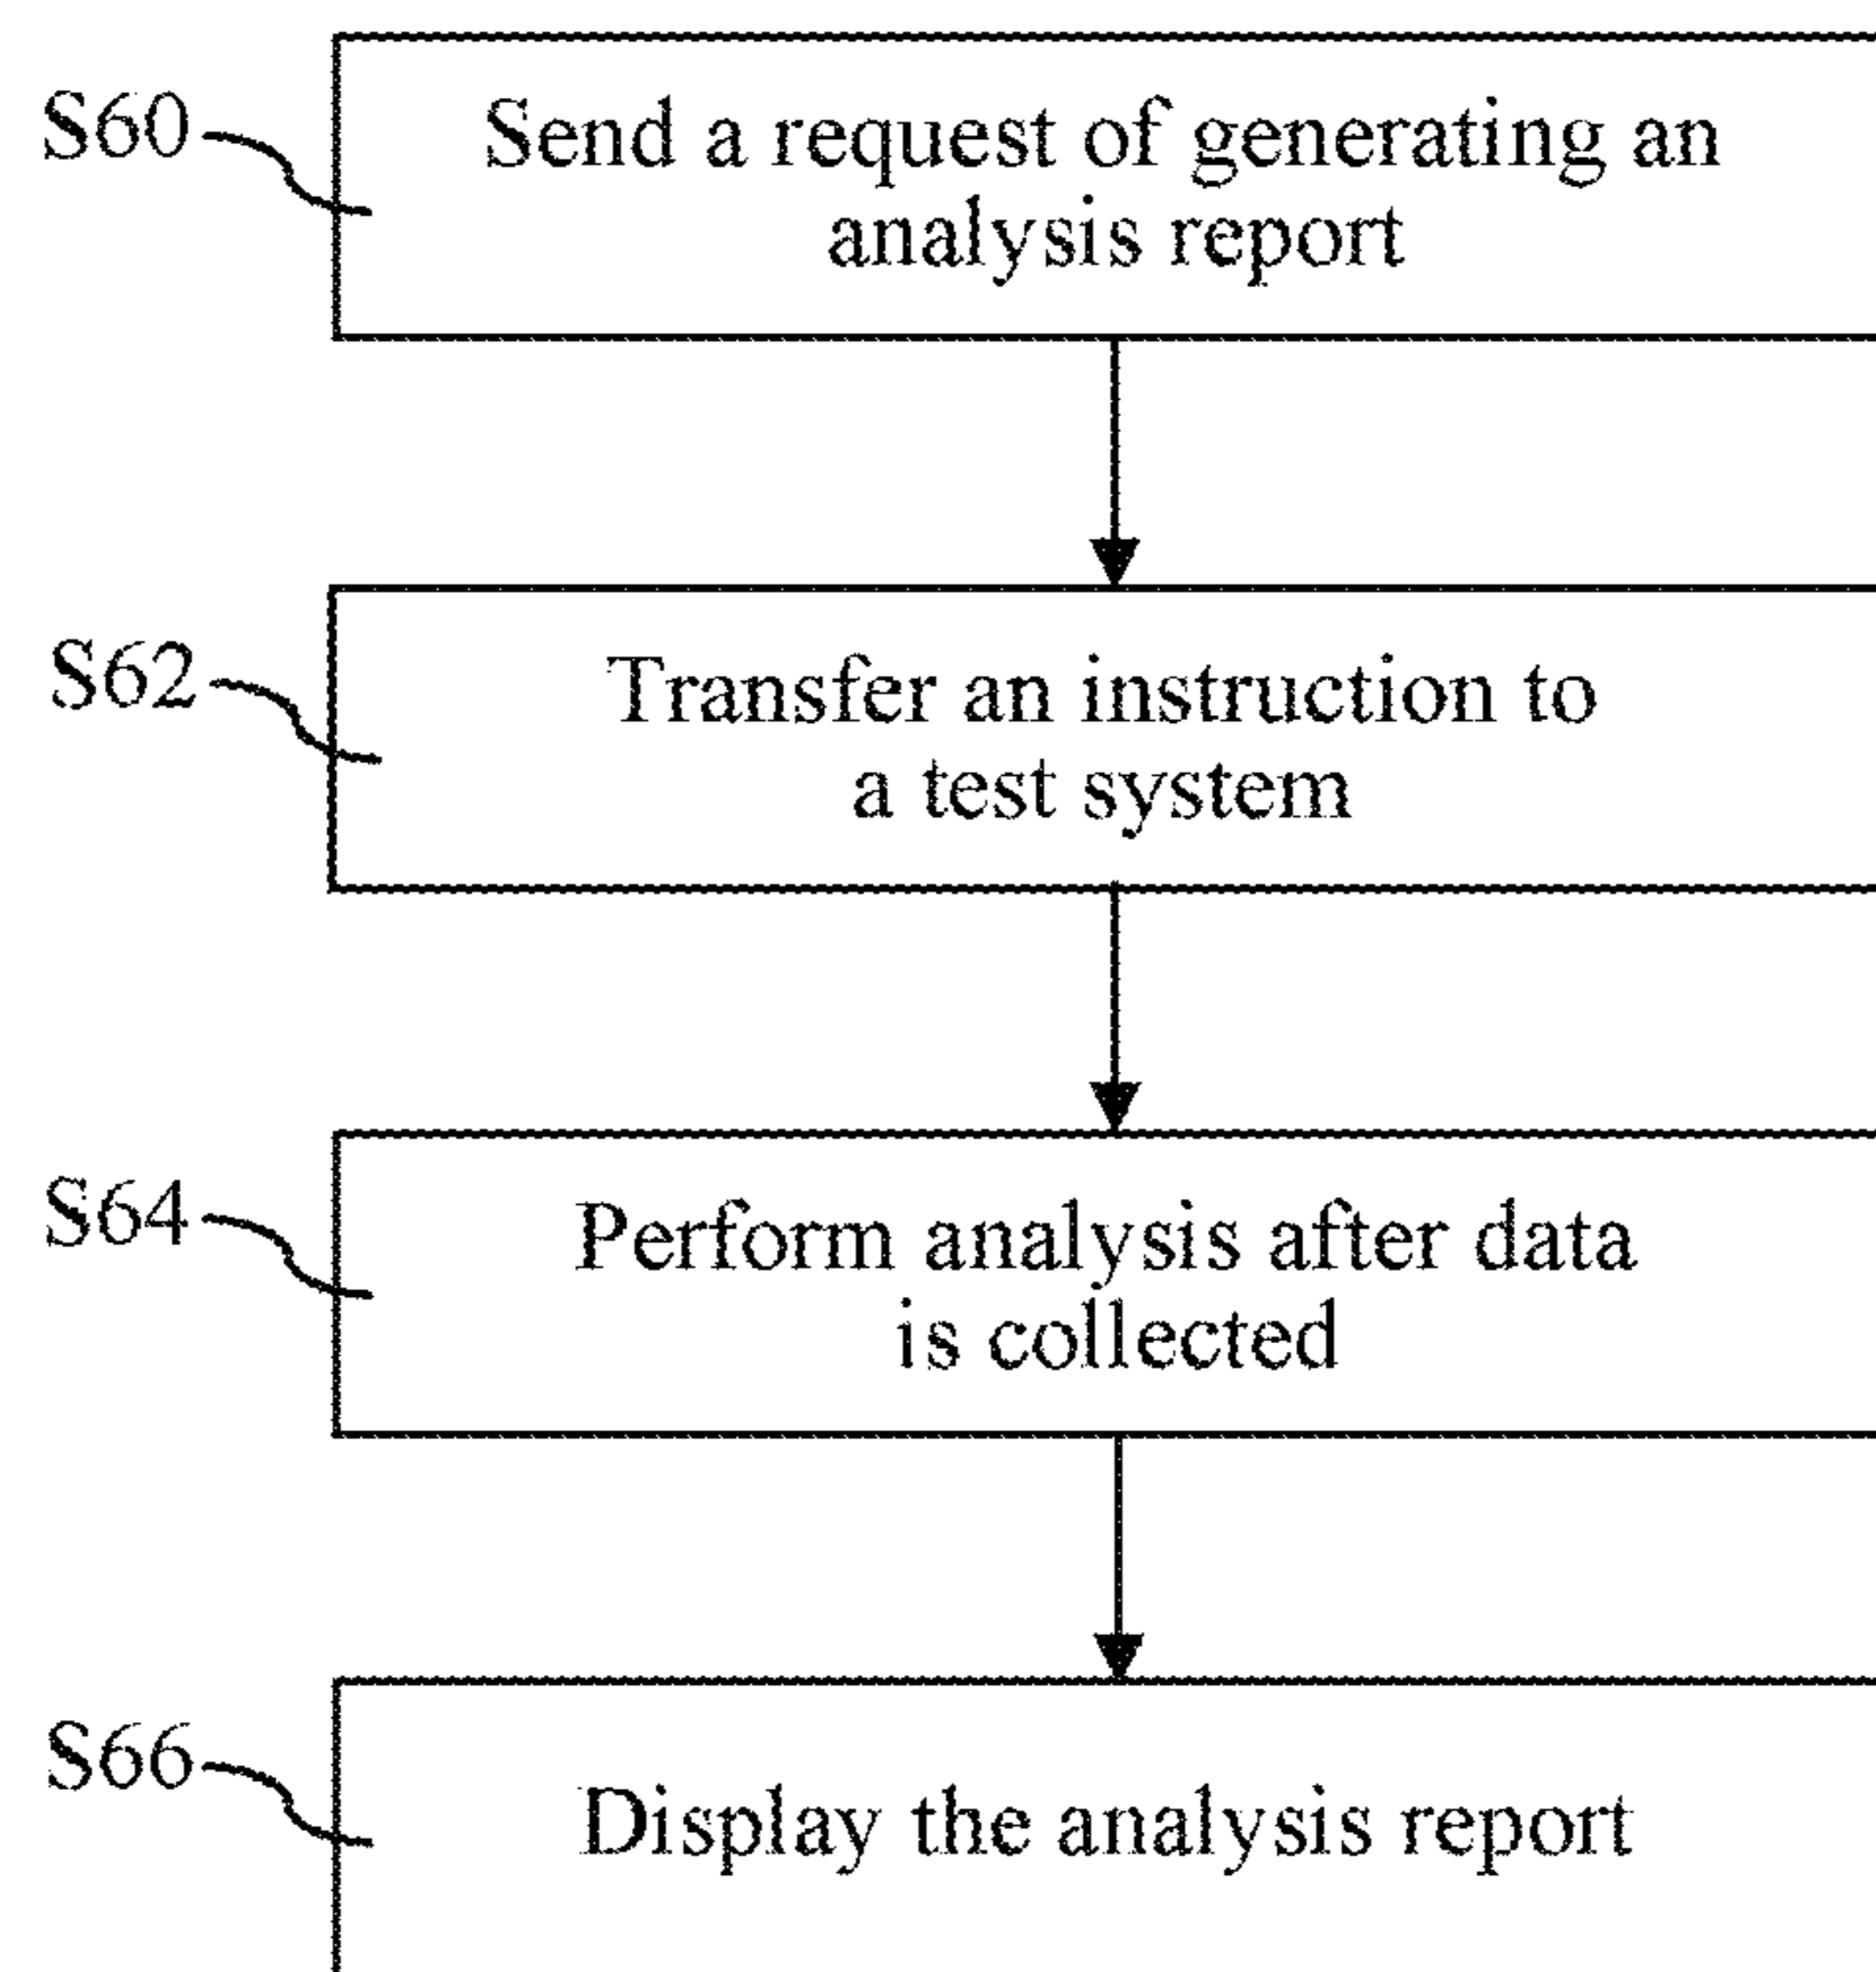 S60
Send a request of generating an
analysis report
S62
Transfer an instruction to
a test system
S64
Perform analysis after data
is collected
S66
Display the analysis report